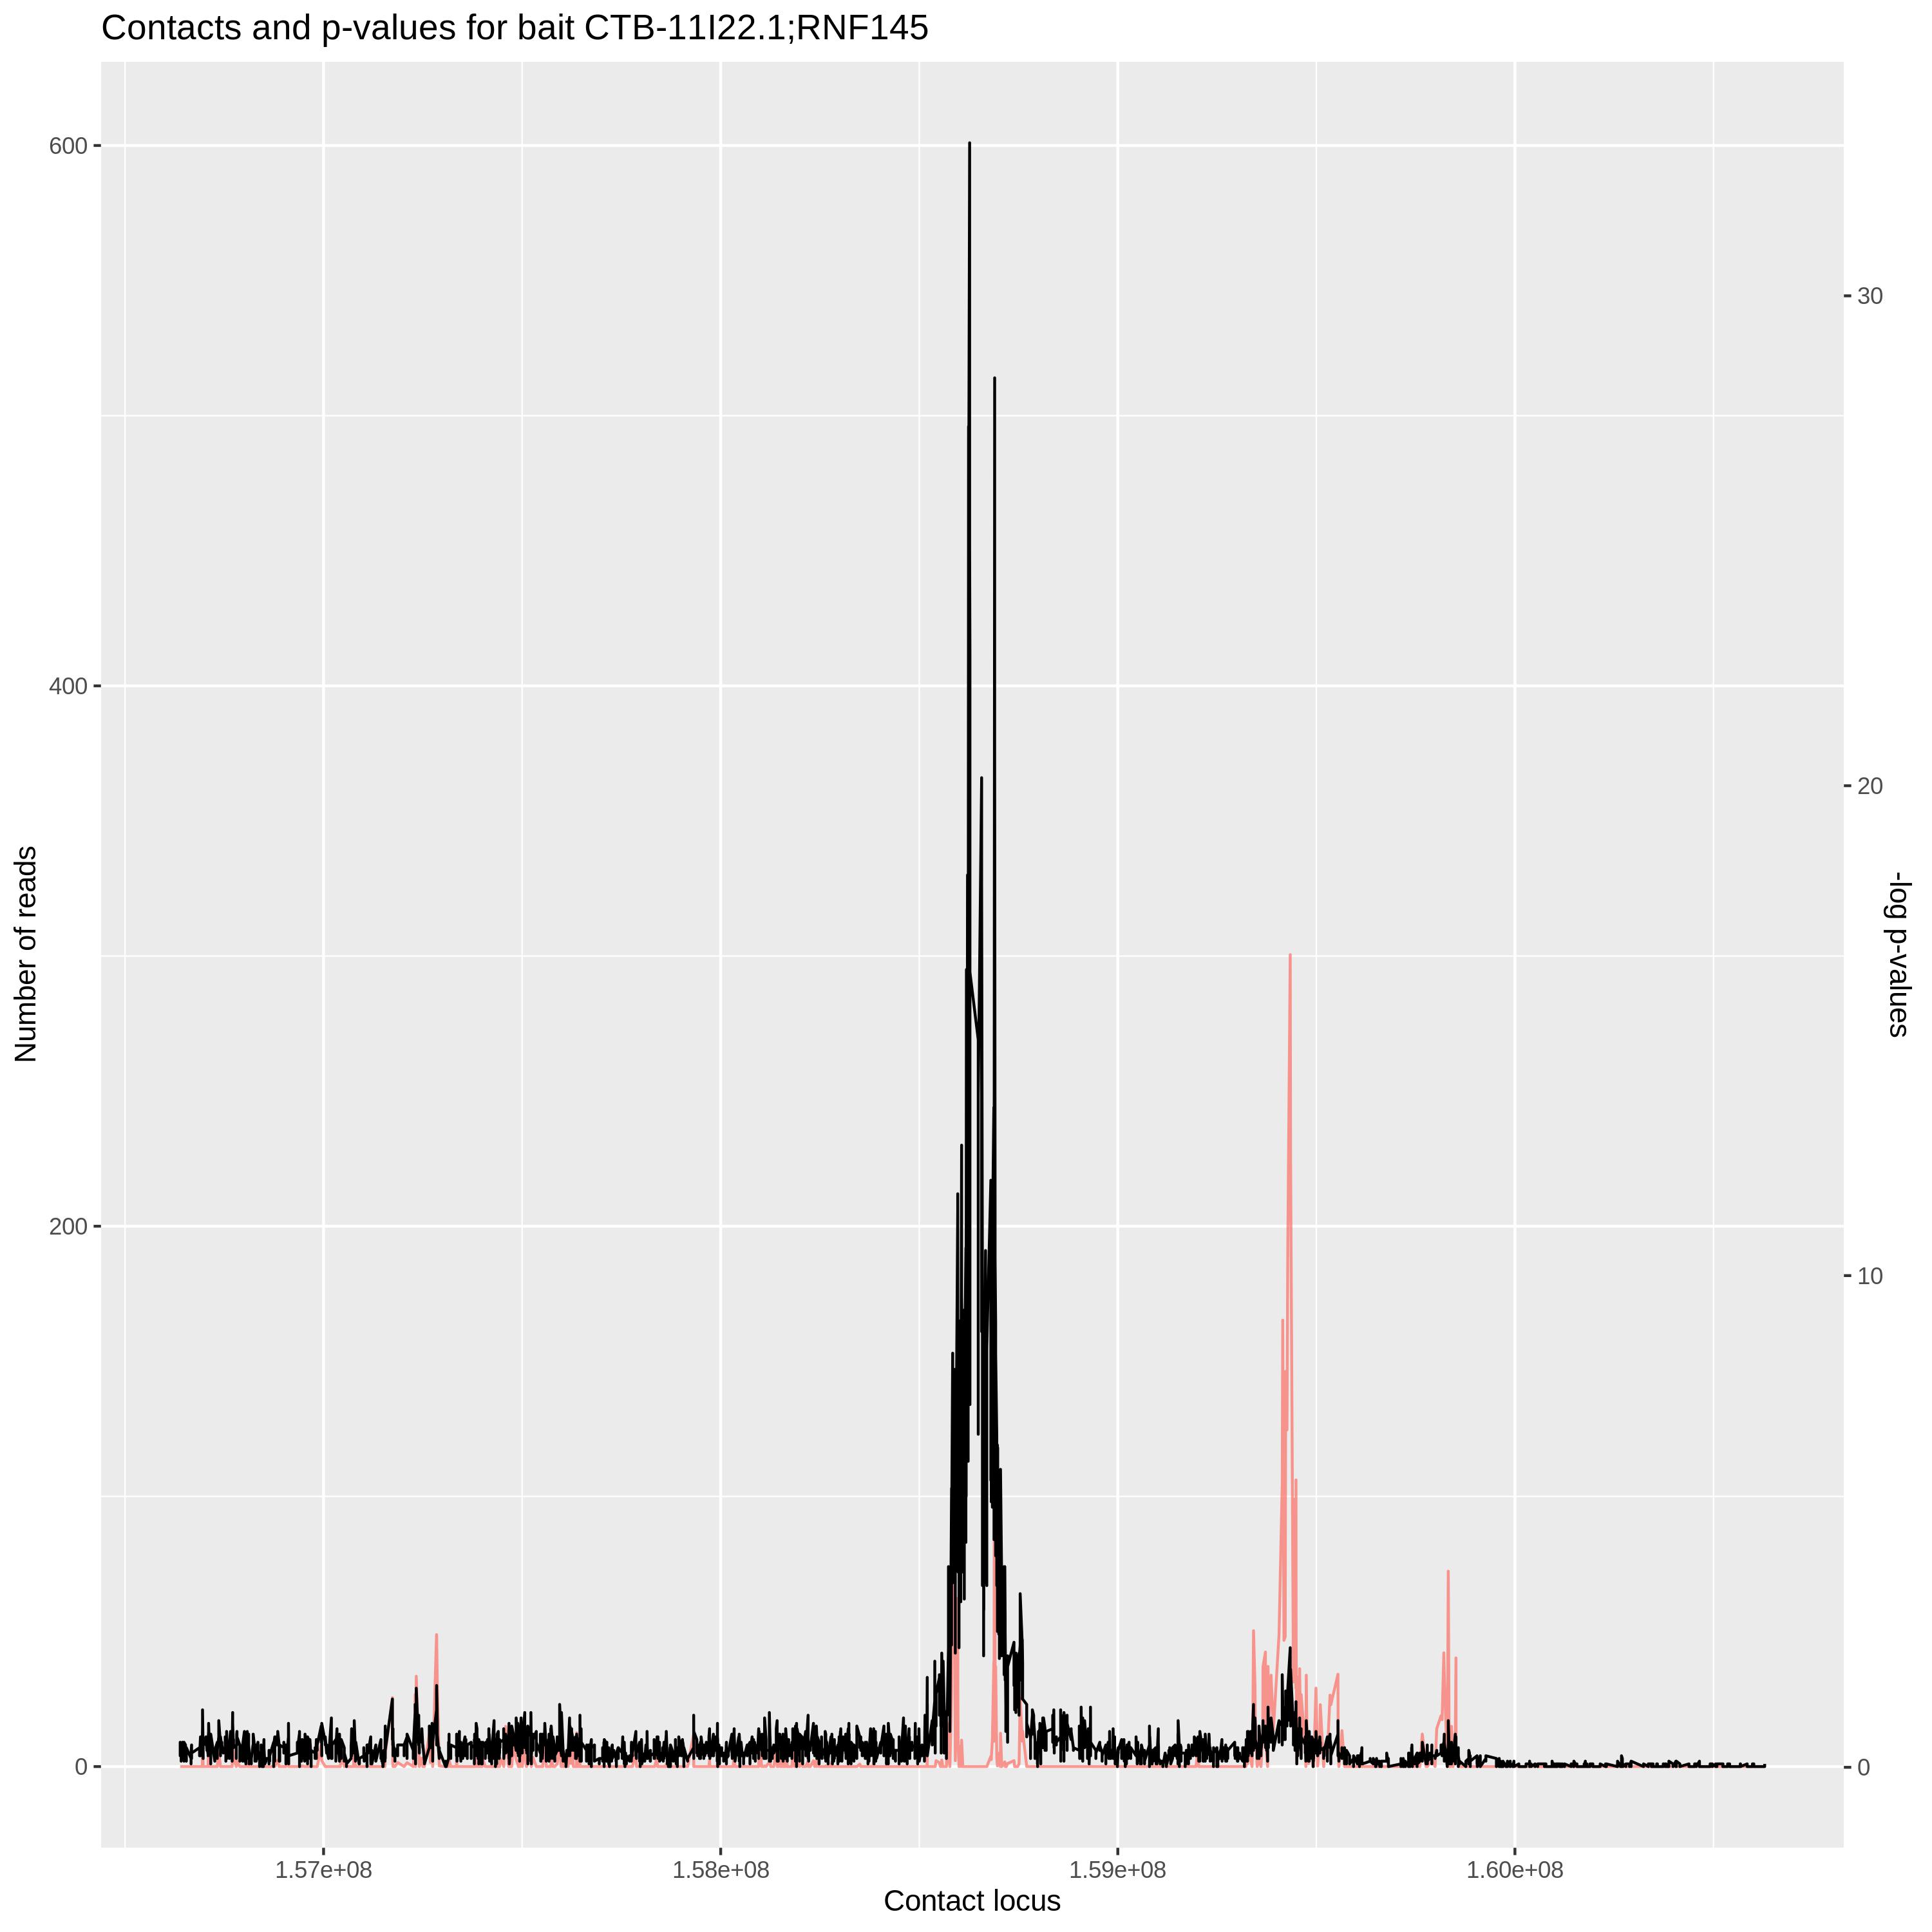 Contacts and p-values for bait CTB-11I22.1;RNF145
600
400
200
0
Number of reads
30
20
10
0
-log p-values
1.57e+08
1.58e+08
1.59e+08
1.60e+08
Contact locus